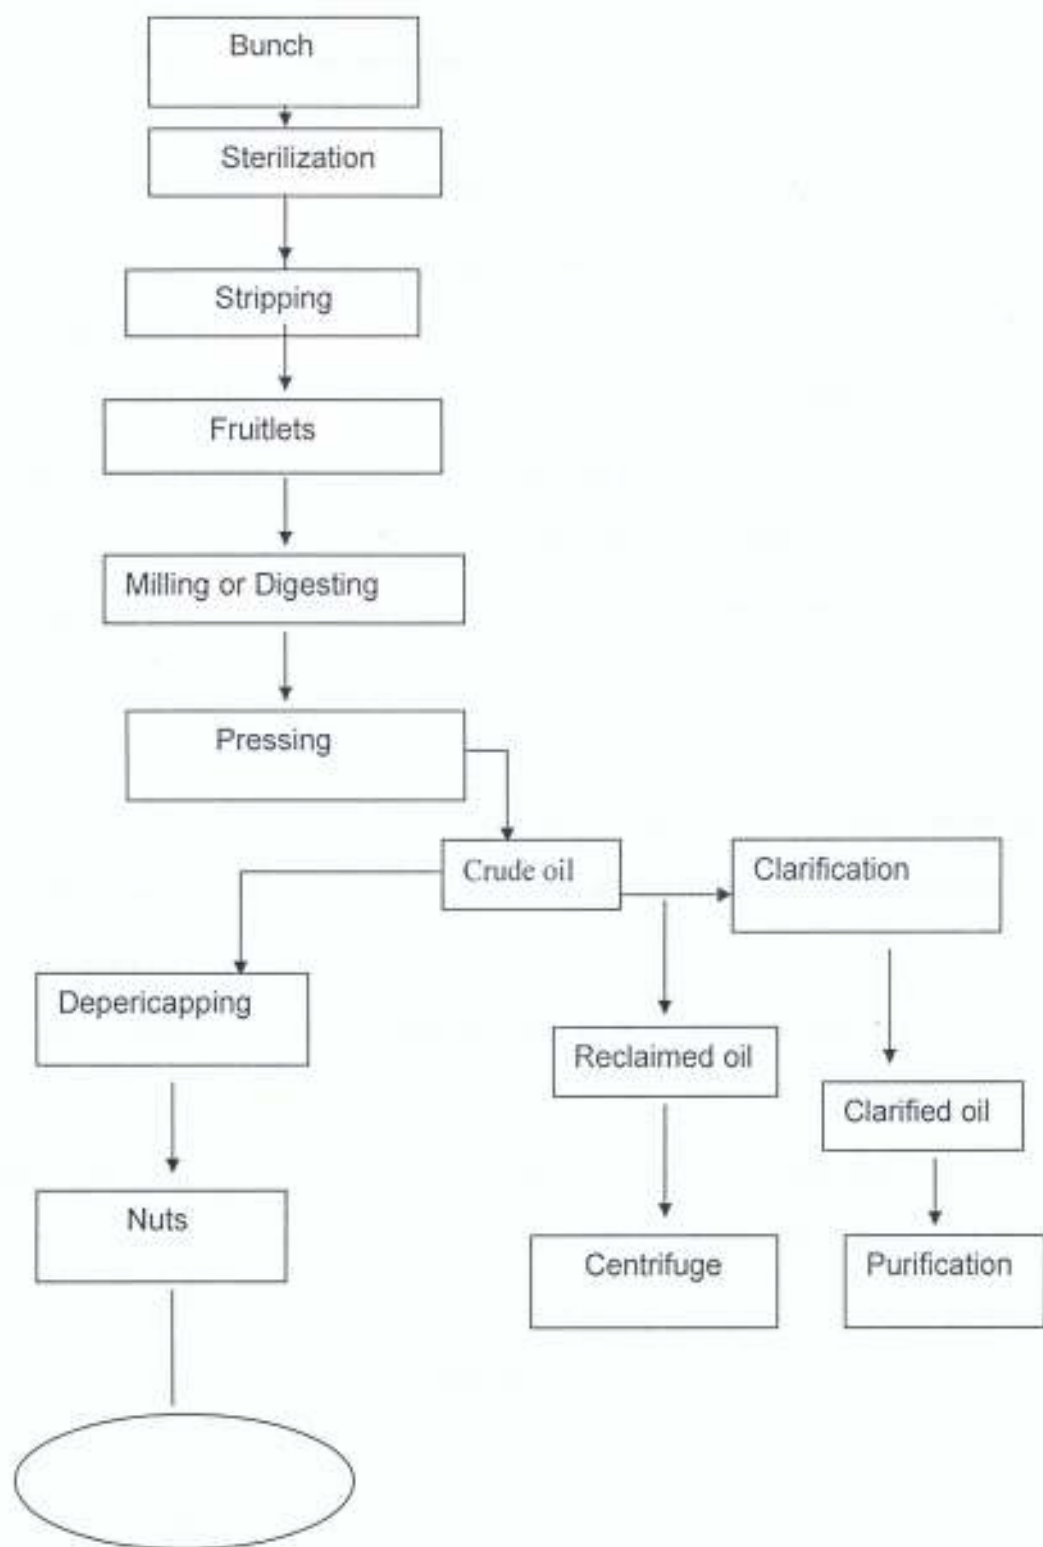 Bunch
Sterilization
Stripping
Fruitlets
Milling or Digesting
Pressing
Crude oil
Clarification
Depericapping
Reclaimed oil
Clarified oil
Nuts
Centrifuge
Purification